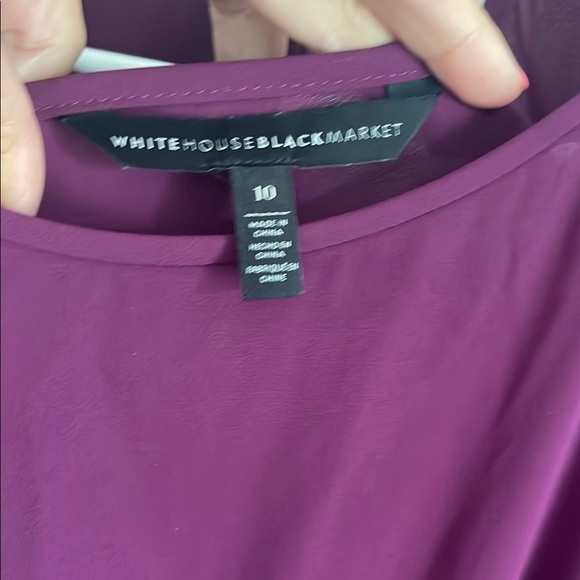 WHITEHOUSEBLACKMARKET
10
MADE IN
CHINA
HECHO EN
CHINA
FABRIQUÉ EN
CHINE